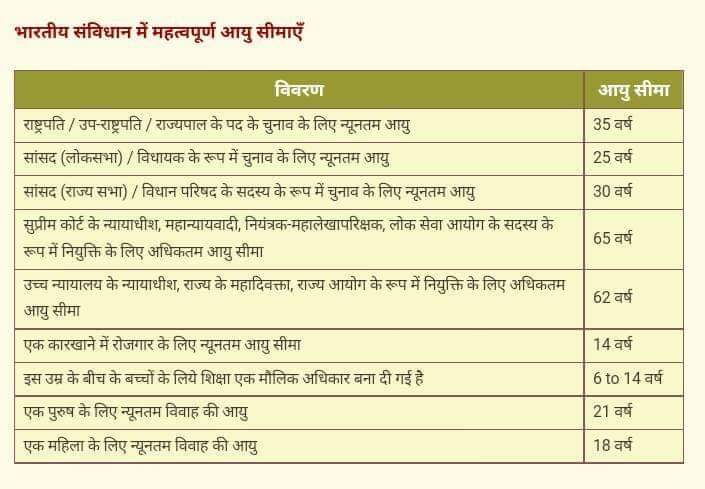 भारतीय संविधान में महत्वपूर्ण आयु सीमाएँ
विवरण आयु सीमा
राष्ट्रपति / उप-राष्ट्रपति / राज्यपाल के पद के चुनाव के लिए न्यूनतम आयु 35 वर्ष
सांसद (लोकसभा) / विधायक के रूप में चुनाव के लिए न्यूनतम आयु 25 वर्ष
सांसद (राज्य सभा) / विधान परिषद के सदस्य के रूप में चुनाव के लिए न्यूनतम आयु 30 वर्ष
सुप्रीम कोर्ट के न्यायाधीश, महान्यायवादी, नियंत्रक-महालेखापरिक्षक, लोक सेवा आयोग के सदस्य के
रूप में नियुक्ति के लिए अधिकतम आयु सीमा 65 वर्ष
उच्च न्यायालय के न्यायाधीश, राज्य के महादिवक्ता, राज्य आयोग के रूप में नियुक्ति के लिए अधिकतम
आयु सीमा 62 वर्ष
एक कारखाने में रोजगार के लिए न्यूनतम आयु सीमा 14 वर्ष
इस उम्र के बीच के बच्चों के लिये शिक्षा एक मौलिक अधिकार बना दी गई है 6 to 14 वर्ष
एक पुरुष के लिए न्यूनतम विवाह की आयु 21 वर्ष
एक महिला के लिए न्यूनतम विवाह की आयु 18 वर्ष